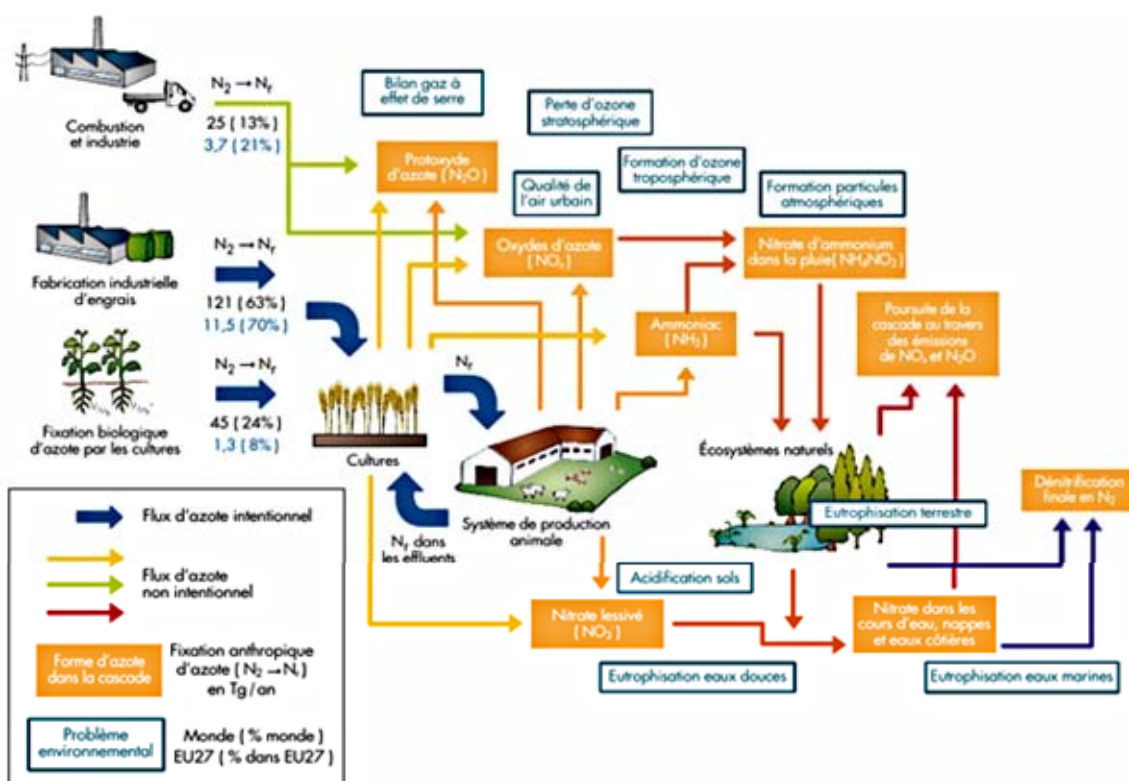 Combustion
et industrie
N₂ → Nᵣ
25 ( 13% )
3,7 ( 21% )
Bilan gaz à
effet de serre
Perte d'ozone
stratosphérique
Protoxyde
d'azote ( N₂O )
Formation d'ozone
troposphérique
Qualité de
l'air urbain
Formation particules
atmosphériques
Oxydes d'azote
( NOₓ )
Nitrate d'ammonium
dans la pluie( NH₄NO₃ )
Fabrication industrielle
d'engrais
N₂ → Nᵣ
121 ( 63% )
11,5 ( 70% )
Ammoniac
( NH₃ )
Poursuite de la
cascade au travers
des émissions
de NOₓ et N₂O
Fixation biologique
d'azote par les cultures
N₂ → Nᵣ
45 ( 24% )
1,3 ( 8% )
Nᵣ
Cultures
Nᵣ dans
les effluents
Système de production
animale
Écosystèmes naturels
Eutrophisation terrestre
Dénitrification
finale en N₂
Acidification sols
Nitrate lessivé
( NO₃⁻ )
Nitrate dans les
cours d'eau, nappes
et eaux côtières
Eutrophisation eaux douces
Eutrophisation eaux marines
Flux d'azote intentionnel
Flux d'azote
non intentionnel
Forme d'azote
dans la cascade
Fixation anthropique
d'azote ( N₂ → Nᵣ )
en Tg / an
Problème
environnemental
Monde ( % monde )
EU27 ( % dans EU27 )